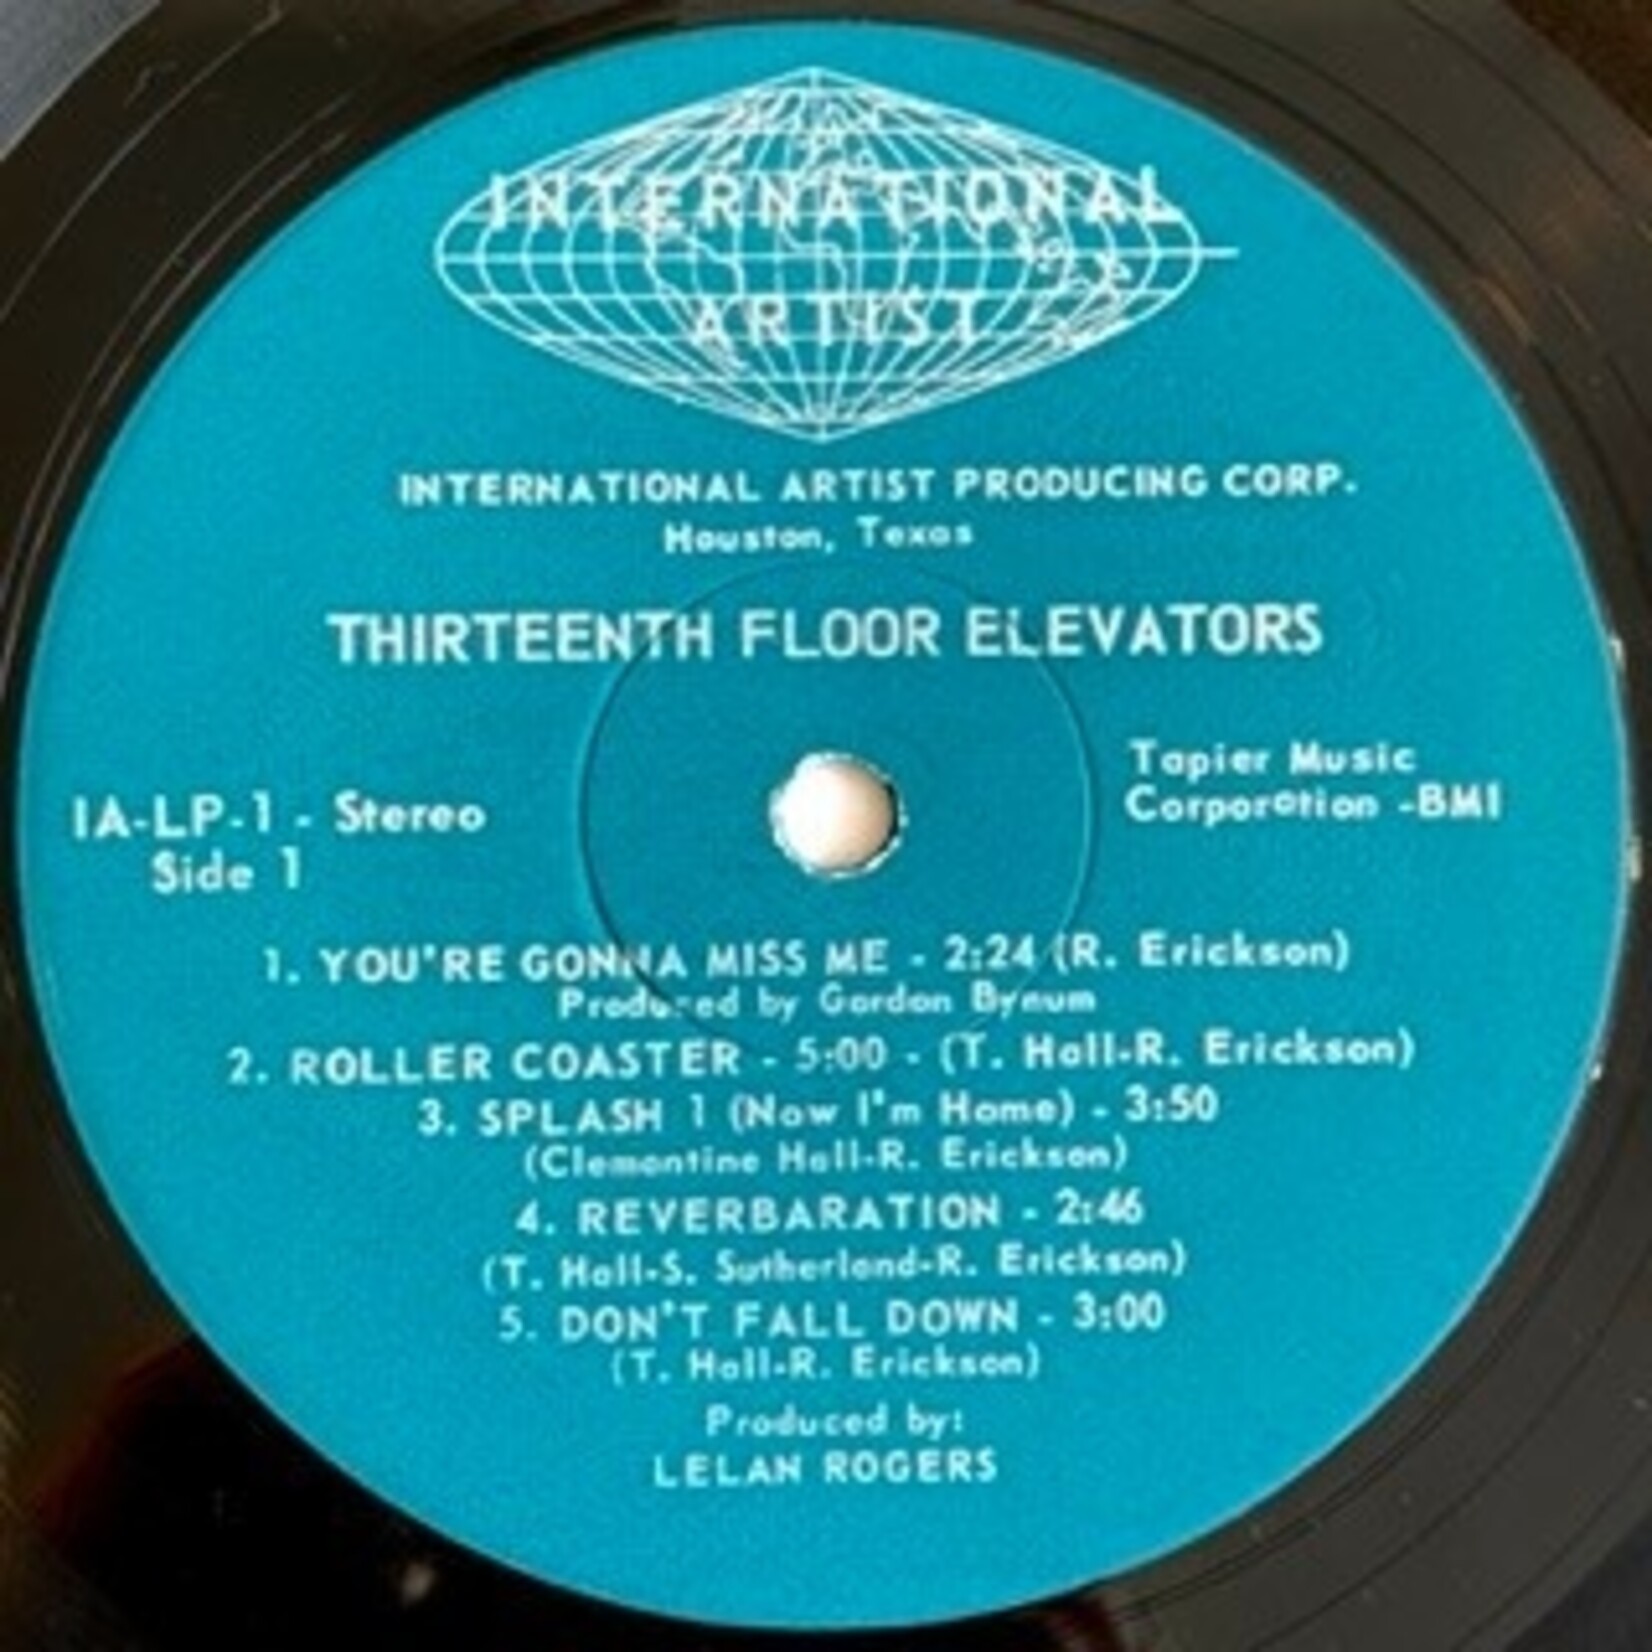 INTERNATIONAL
ARTIST
INTERNATIONAL ARTIST PRODUCING CORP.
Houston, Texas
THIRTEENTH FLOOR ELEVATORS
Tapier Music
Corporation -BMI
IA-LP-1 - Stereo
Side 1
1. YOU'RE GONNA MISS ME - 2:24 (R. Erickson)
Produced by Gordon Bynum
2. ROLLER COASTER - 5:00 - (T. Hall-R. Erickson)
3. SPLASH 1 (Now I'm Home) - 3:50
(Clementine Hall-R. Erickson)
4. REVERBARATION - 2:46
(T. Hall-S. Sutherland-R. Erickson)
5. DON'T FALL DOWN - 3:00
(T. Hall-R. Erickson)
Produced by:
LELAN ROGERS